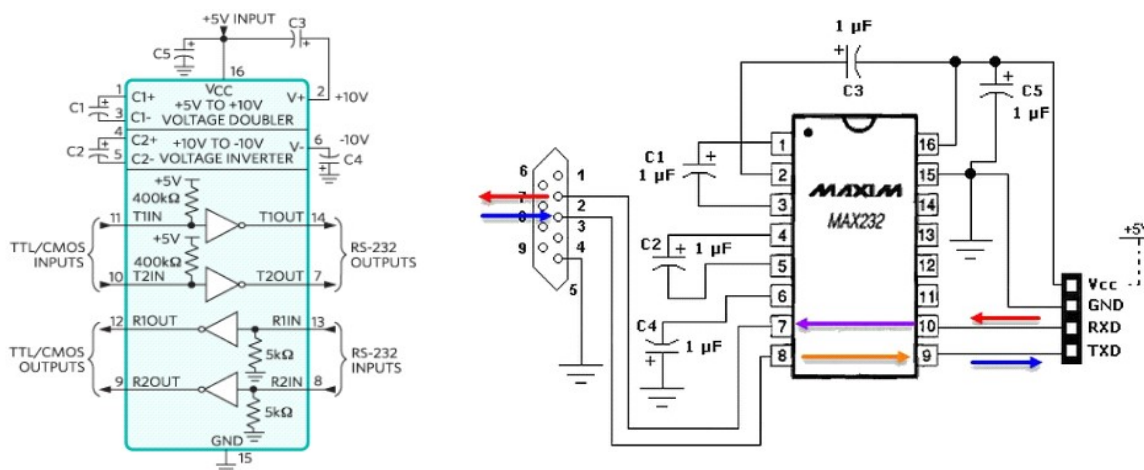 +5V INPUT
C3
+
C5
+
16
VCC
1
C1+
V+
2
+10V
C1
+
3
C1-
+5V TO +10V
VOLTAGE DOUBLER
4
C2+
C2
+
5
C2-
+10V TO -10V
VOLTAGE INVERTER
V-
6
-10V
C4
+
+5V
400kΩ
11
T1IN
T1OUT
14
+5V
400kΩ
TTL/CMOS
INPUTS
RS-232
OUTPUTS
10
T2IN
T2OUT
7
12
R1OUT
R1IN
13
5kΩ
TTL/CMOS
OUTPUTS
RS-232
INPUTS
9
R2OUT
R2IN
8
5kΩ
GND
15
1 µF
+
C3
+
C5
1 µF
6
7
8
9
1
2
3
4
5
C1
+
1 µF
C2
+
1 µF
C4
1 µF
+
1
2
3
4
5
6
7
8
MAXIM
MAX232
16
15
14
13
12
11
10
9
+5V
Vcc
GND
RXD
TXD